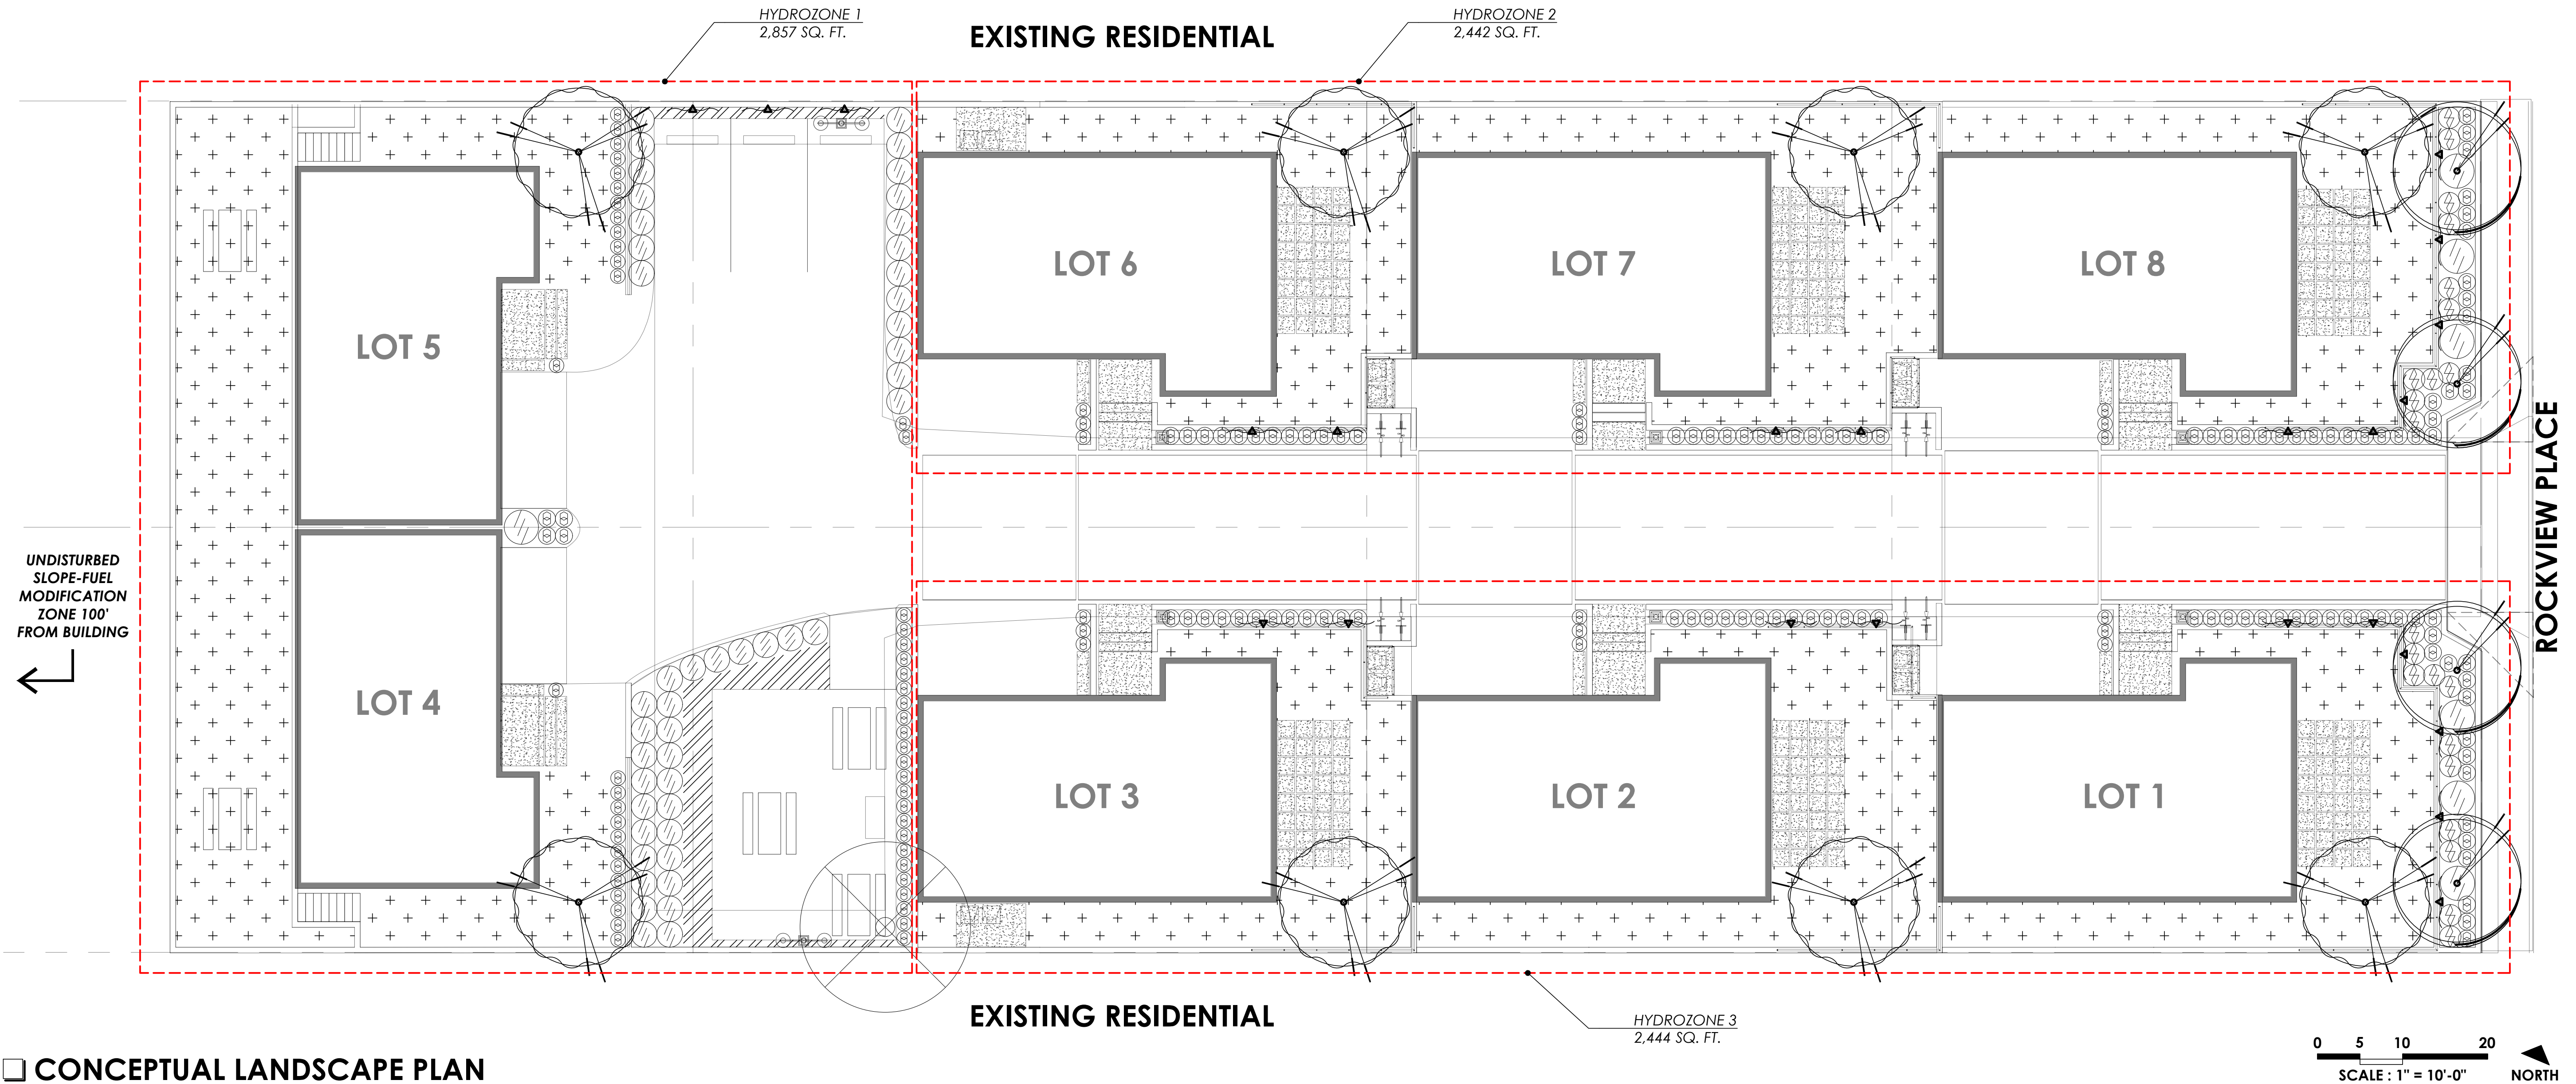 HYDROZONE 1
2,857 SQ. FT.
EXISTING RESIDENTIAL
HYDROZONE 2
2,442 SQ. FT.
LOT 6
LOT 7
LOT 8
LOT 5
ROCKVIEW PLACE
UNDISTURBED
SLOPE-FUEL
MODIFICATION
ZONE 100'
FROM BUILDING
LOT 4
LOT 3
LOT 2
LOT 1
EXISTING RESIDENTIAL
HYDROZONE 3
2,444 SQ. FT.
CONCEPTUAL LANDSCAPE PLAN
0 5 10 20
SCALE : 1" = 10'-0"
NORTH